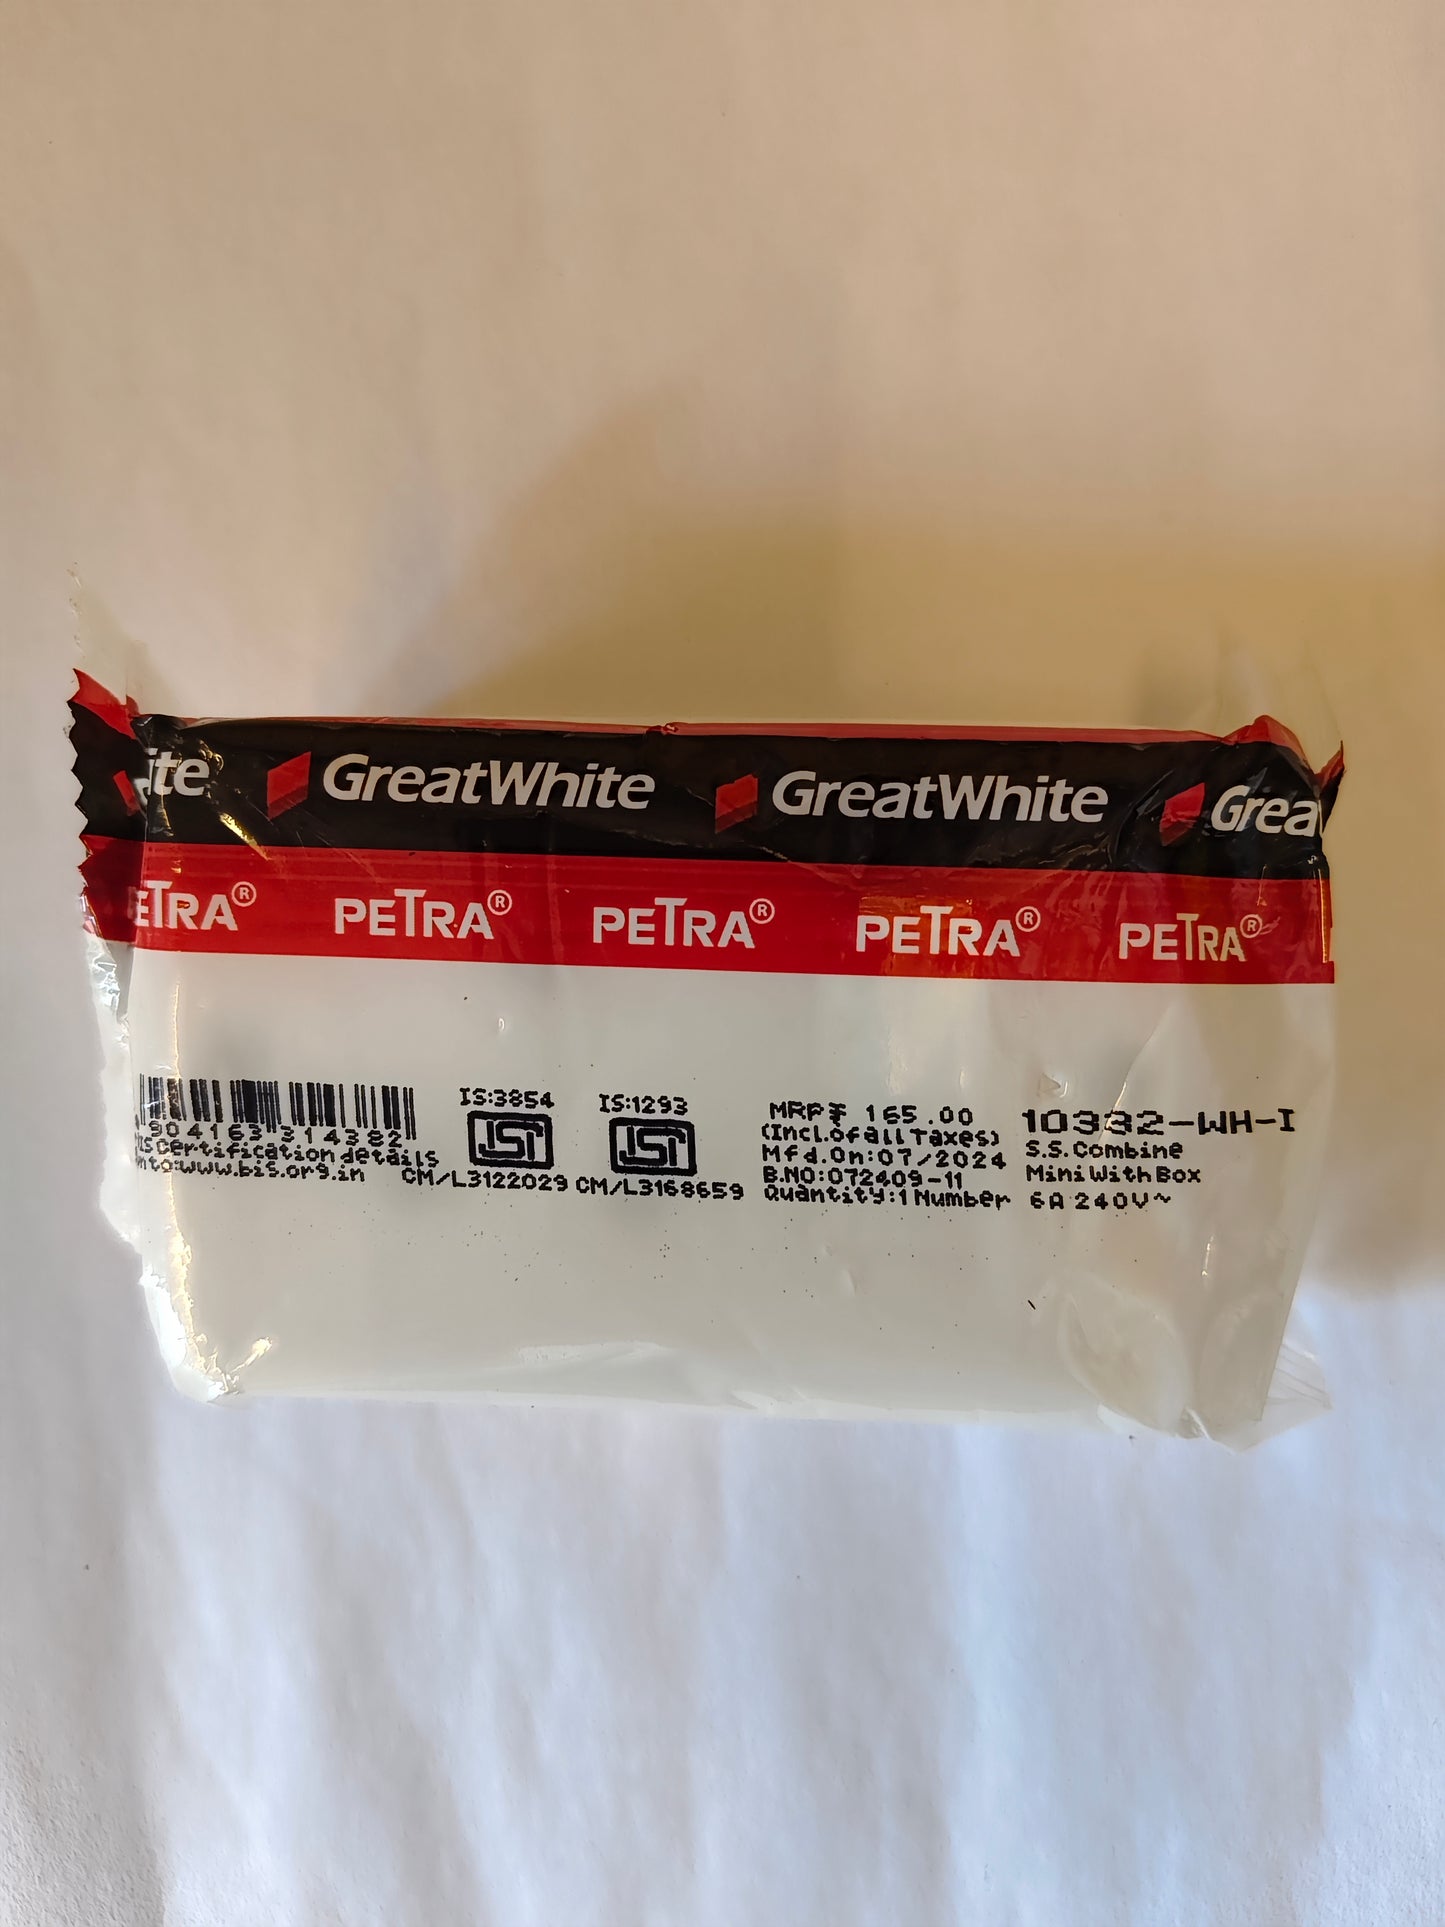 ite GreatWhite GreatWhite Grea
ETRA® PETRA® PETRA® PETRA® PETRA®
904163 314382
IS certification details
nto:www.bis.org.in
IS:3854
CM/L3122029
IS:1293
CM/L3168659
MRP₹ 165.00
(Incl.of all Taxes)
Mfd.On:07/2024
B.NO:072409-11
Quantity:1 Number
10332-WH-I
S.S.Combine
Mini With Box
6A 240V~